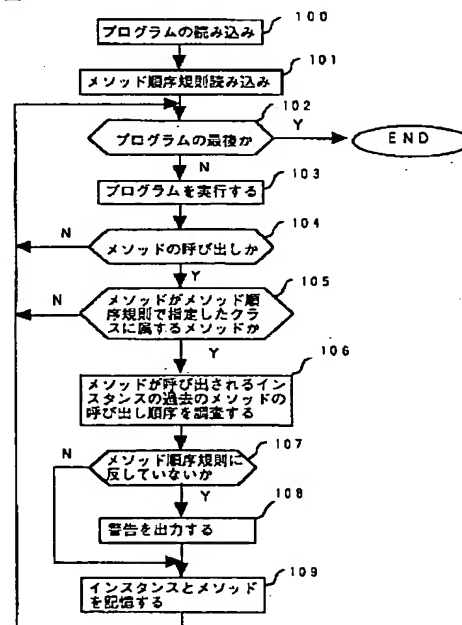 100
プログラムの読み込み
101
メソッド順序規則読み込み
102
プログラムの最後か
Y
END
N
103
プログラムを実行する
104
N
メソッドの呼び出しか
Y
105
N
メソッドがメソッド順
序規則で指定したクラ
スに属するメソッドか
Y
106
メソッドが呼び出されるイン
スタンスの過去のメソッドの
呼び出し順序を調査する
107
N
メソッド順序規則に
反していないか
Y
108
警告を出力する
109
インスタンスとメソッド
を記憶する